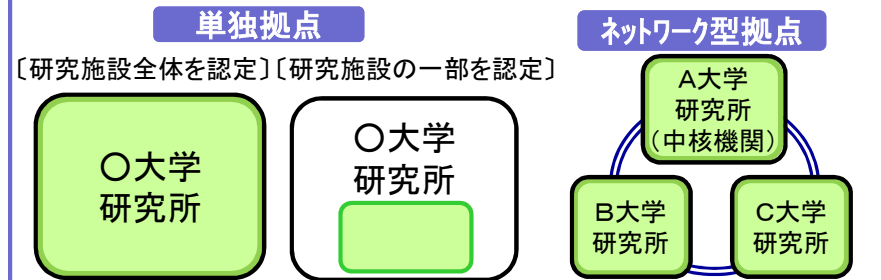 単独拠点
ネットワーク型拠点
〔研究施設全体を認定〕〔研究施設の一部を認定〕
〇大学
研究所
〇大学
研究所
A大学
研究所
(中核機関)
B大学
研究所
C大学
研究所